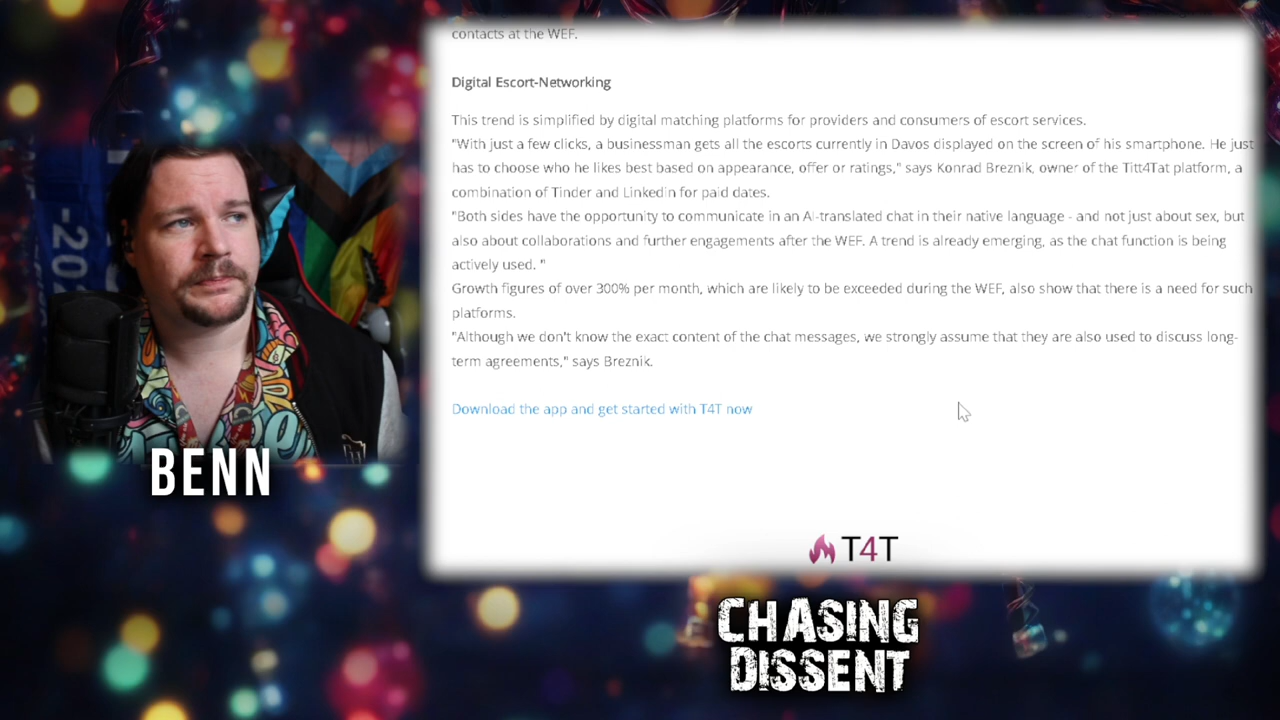 contacts at the WEF.
Digital Escort-Networking
This trend is simplified by digital matching platforms for providers and consumers of escort services.
"With just a few clicks, a businessman gets all the escorts currently in Davos displayed on the screen of his smartphone. He just
has to choose who he likes best based on appearance, offer or ratings," says Konrad Breznik, owner of the Titt4Tat platform, a
combination of Tinder and Linkedin for paid dates.
"Both sides have the opportunity to communicate in an AI-translated chat in their native language - and not just about sex, but
also about collaborations and further engagements after the WEF. A trend is already emerging, as the chat function is being
actively used. "
Growth figures of over 300% per month, which are likely to be exceeded during the WEF, also show that there is a need for such
platforms.
"Although we don't know the exact content of the chat messages, we strongly assume that they are also used to discuss long-
term agreements," says Breznik.
Download the app and get started with T4T now
T4T
BENN
CHASING
DISSENT